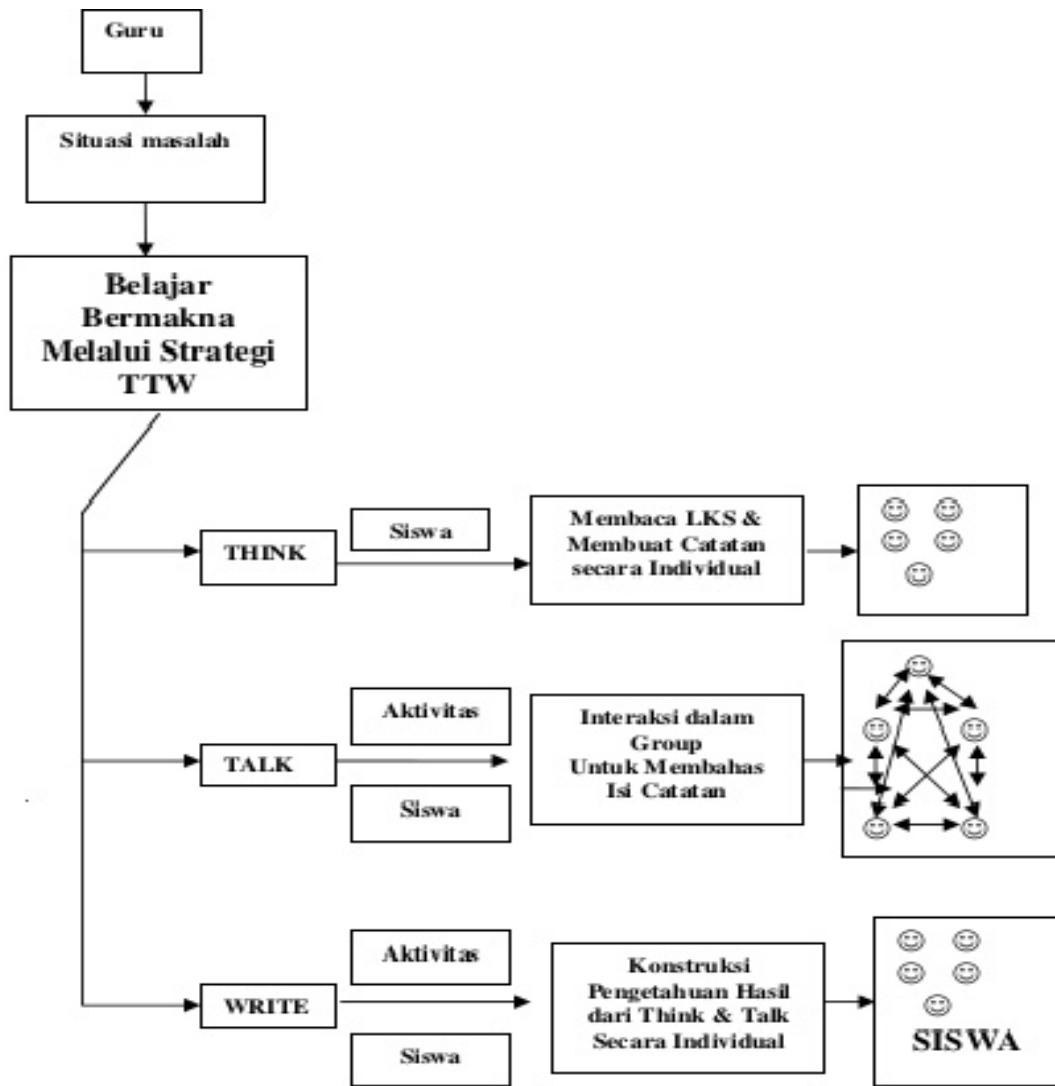 Guru
Situasi masalah
Belajar
Bermakna
Melalui Strategi
TTW
THINK
Siswa
Membaca LKS &
Membuat Catatan
secara Individual
TALK
Aktivitas
Siswa
Interaksi dalam
Group
Untuk Membahas
Isi Catatan
WRITE
Aktivitas
Siswa
Konstruksi
Pengetahuan Hasil
dari Think & Talk
Secara Individual
SISWA